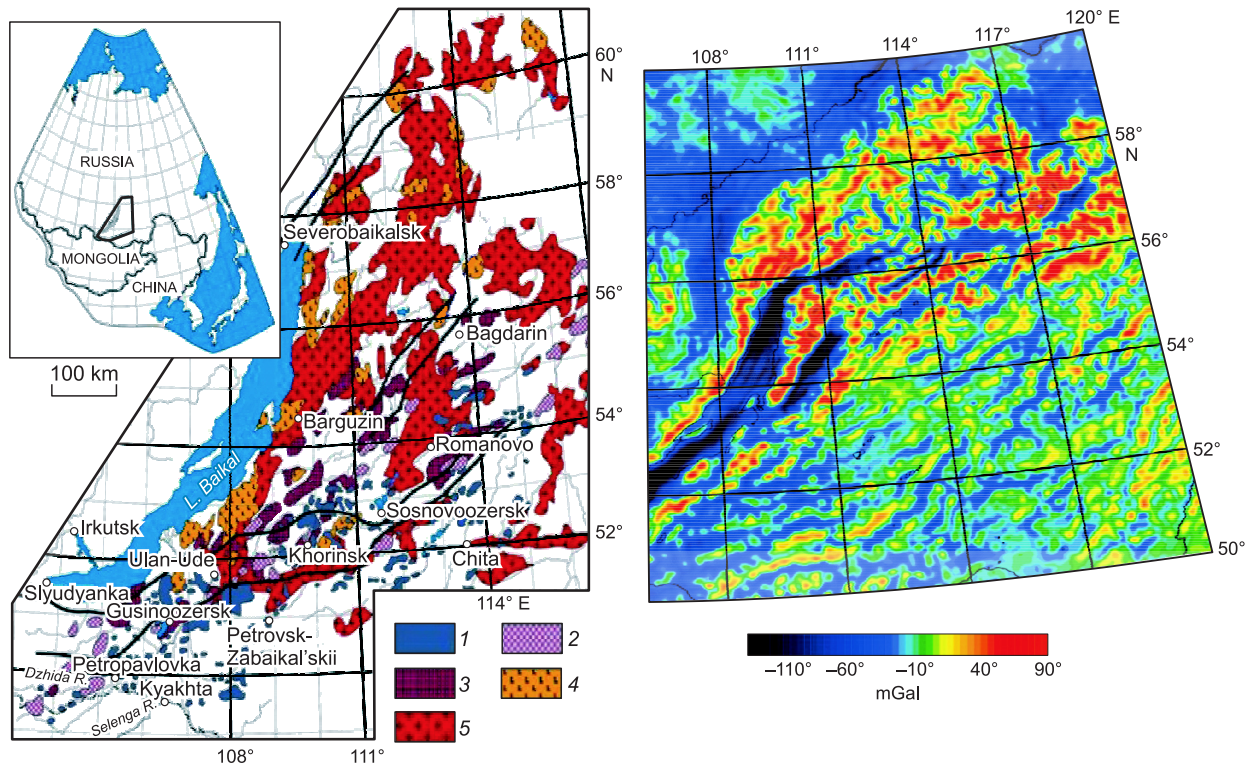 RUSSIA
MONGOLIA
CHINA
100 km
60°
N
58°
56°
54°
52°
Severobaikalsk
Bagdarin
Barguzin
Romanovo
L. Baikal
Sosnovoozersk
Irkutsk
Khorinsk
Chita
Ulan-Ude
Slyudyanka
Gusinoozersk
Petrovsk-
Zabaikal'skii
Petropavlovka
Dzhida R.
Kyakhta
Selenga R.
114° E
1
2
3
4
5
108°
111°
108°
111°
114°
117°
120° E
58°
N
56°
54°
52°
50°
−110°
−60°
−10°
40°
90°
mGal